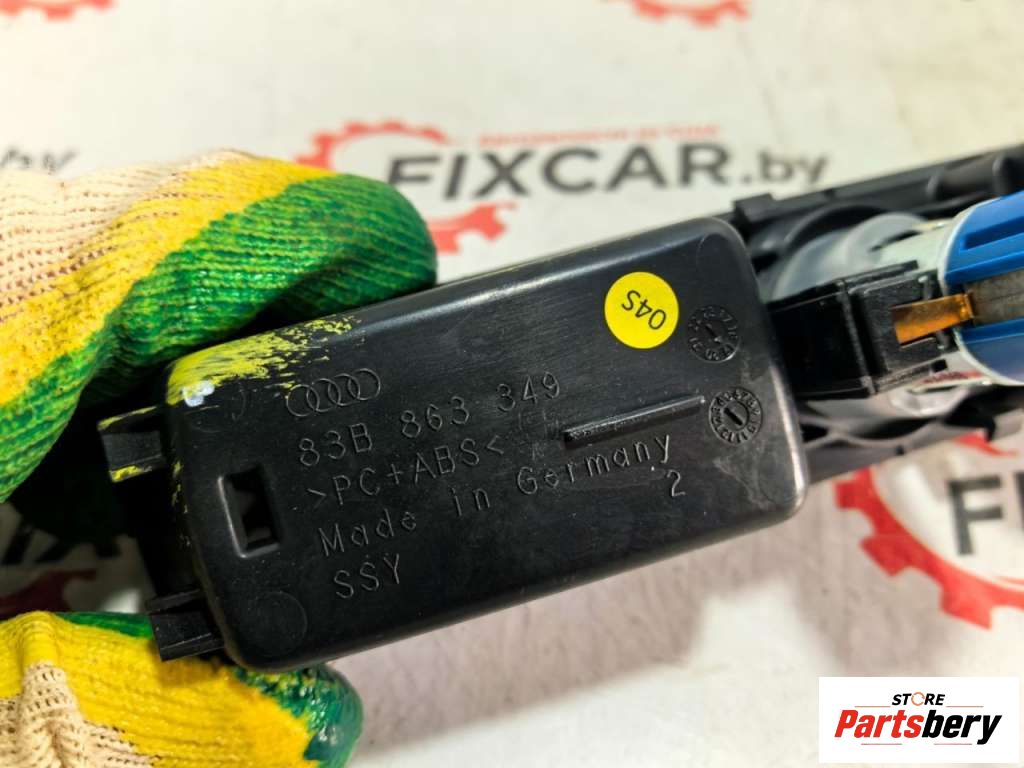 FIXCAR.by
04S
83B 863 349
>PC+ABS<
Made in Germany
2
SSY
STORE
Partsbery